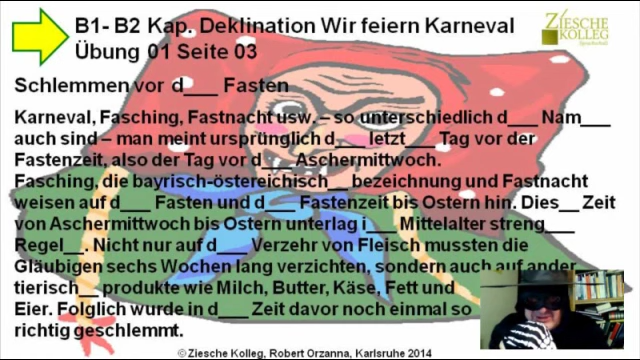 B1- B2 Kap. Deklination Wir feiern Karneval
Übung 01 Seite 03
ZIESCHE
KOLLEG
Schlemmen vor d___ Fasten
Karneval, Fasching, Fastnacht usw. – so unterschiedlich d___ Nam___
auch sind – man meint ursprünglich d___ letzt___ Tag vor der
Fastenzeit, also der Tag vor d___ Aschermittwoch.
Fasching, die bayrisch-östereichisch__ bezeichnung und Fastnacht
weisen auf d___ Fasten und d___ Fastenzeit bis Ostern hin. Dies__ Zeit
von Aschermittwoch bis Ostern unterlag i___ Mittelalter streng___
Regel__. Nicht nur auf d___ Verzehr von Fleisch mussten die
Gläubigen sechs Wochen lang verzichten, sondern auch auf ander
tierisch__ produkte wie Milch, Butter, Käse, Fett und
Eier. Folglich wurde in d___ Zeit davor noch einmal so
richtig geschlemmt.
© Ziesche Kolleg, Robert Orzanna, Karlsruhe 2014